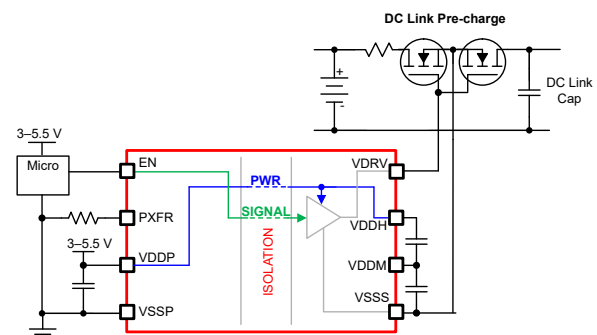 DC Link Pre-charge
+
-
DC Link
Cap
3–5.5 V
Micro
EN
VDRV
PWR
SIGNAL
PXFR
VDDH
3–5.5 V
VDDP
ISOLATION
VDDM
VSSP
VSSS